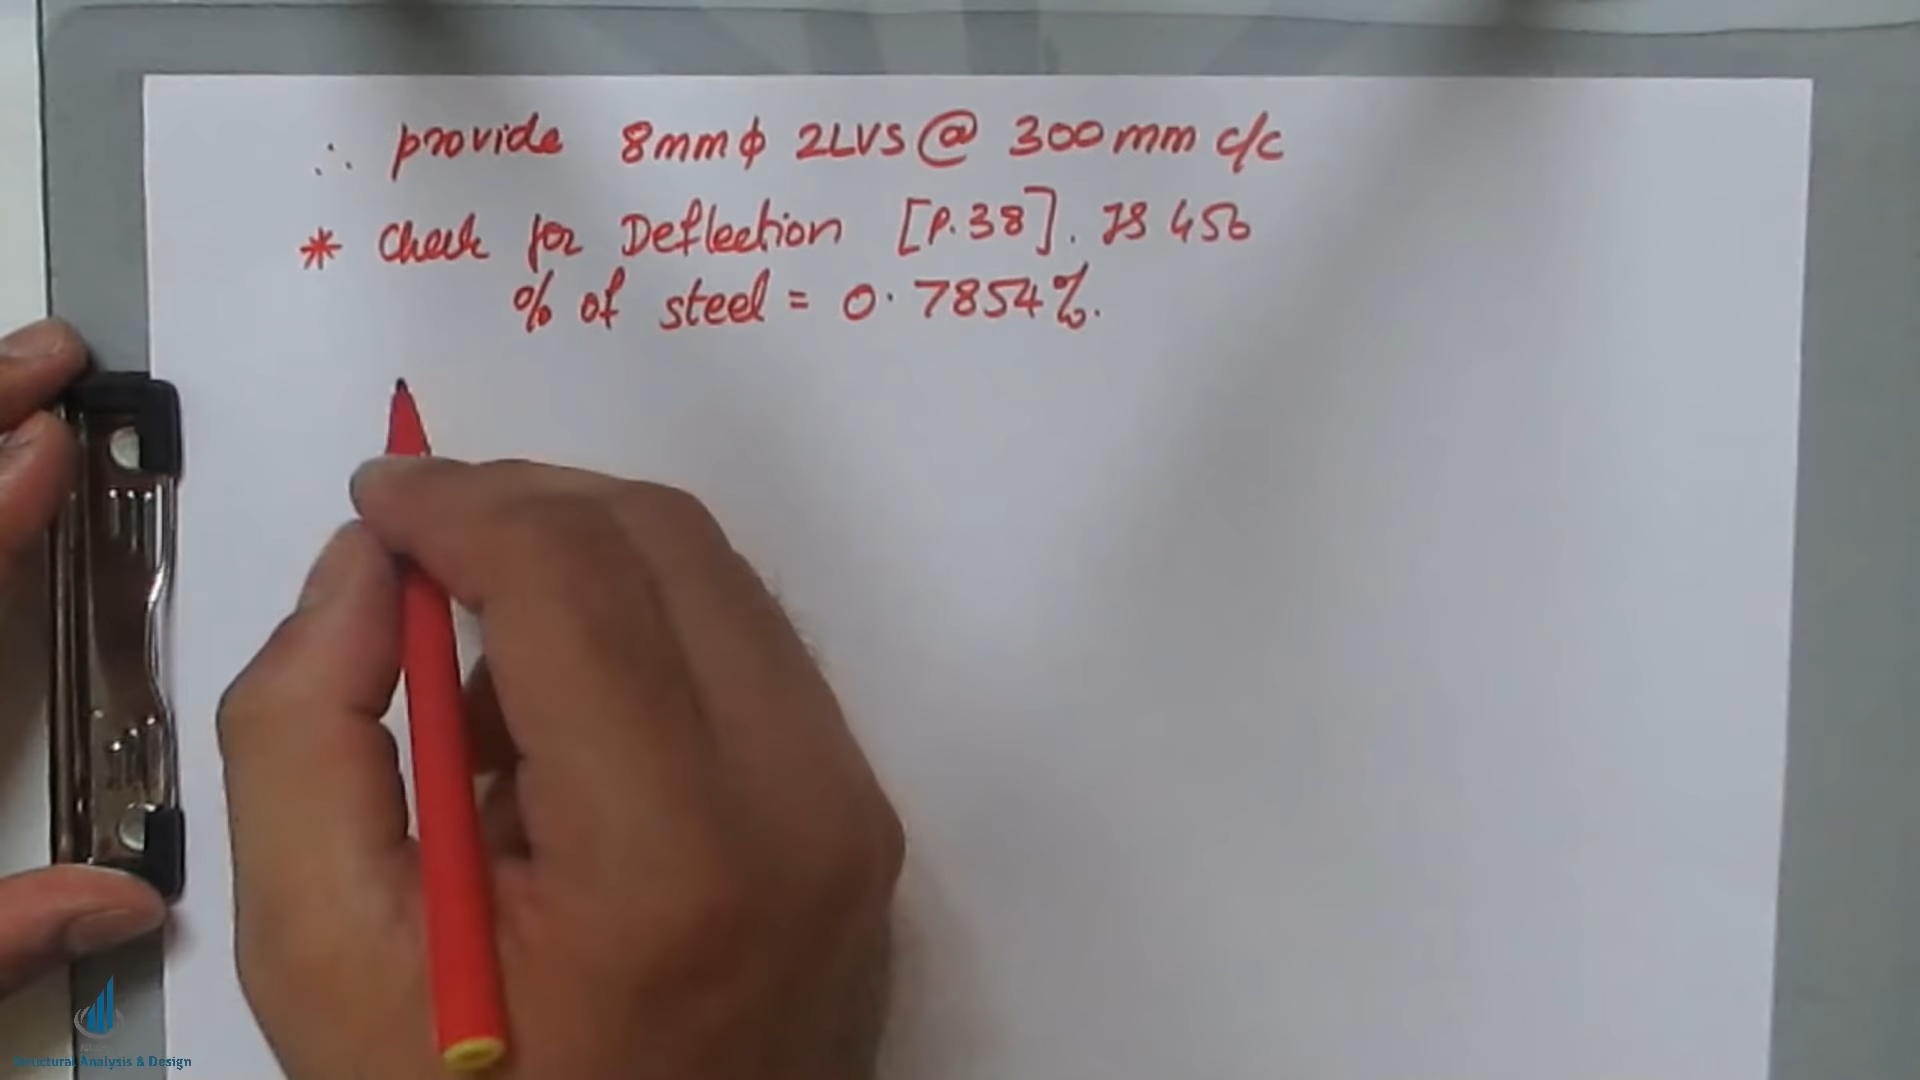 ∴ provide 8mmϕ 2LVS @ 300mm c/c
* Check for Deflection [P.38]. IS 456
% of steel = 0.7854%.
Structural Analysis & Design